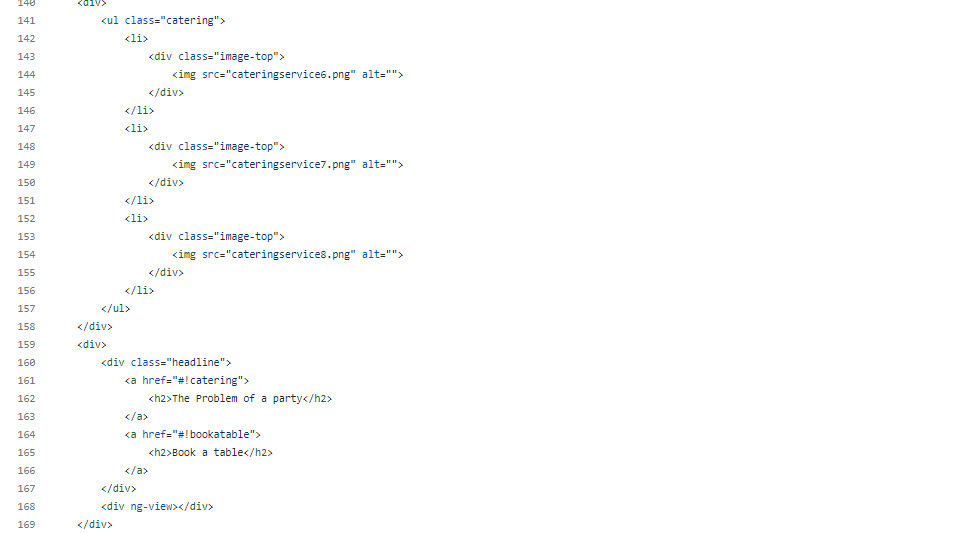 140 <div>
141 <ul class="catering">
142 <li>
143 <div class="image-top">
144 <img src="cateringservice6.png" alt="">
145 </div>
146 </li>
147 <li>
148 <div class="image-top">
149 <img src="cateringservice7.png" alt="">
150 </div>
151 </li>
152 <li>
153 <div class="image-top">
154 <img src="cateringservice8.png" alt="">
155 </div>
156 </li>
157 </ul>
158 </div>
159 <div>
160 <div class="headline">
161 <a href="#!catering">
162 <h2>The Problem of a party</h2>
163 </a>
164 <a href="#!bookatable">
165 <h2>Book a table</h2>
166 </a>
167 </div>
168 <div ng-view></div>
169 </div>